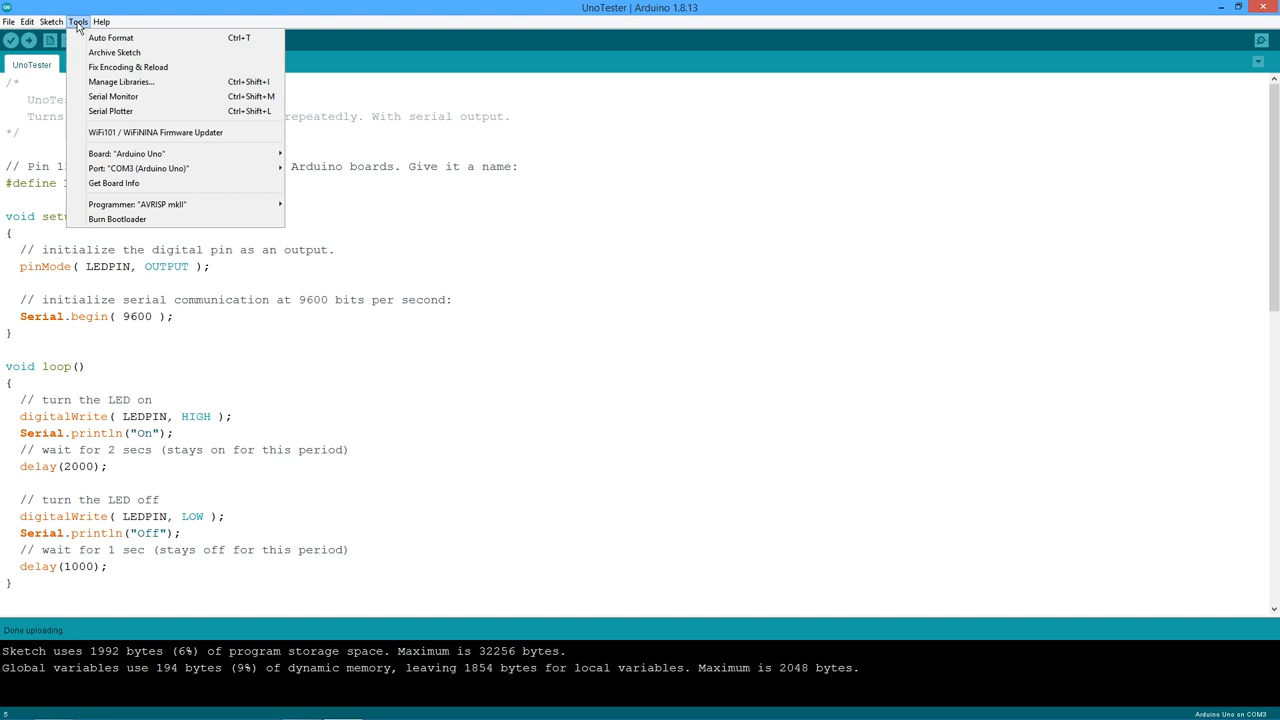 UnoTester | Arduino 1.8.13
File Edit Sketch Tools Help
Auto Format Ctrl+T
Archive Sketch
Fix Encoding & Reload
Manage Libraries... Ctrl+Shift+I
Serial Monitor Ctrl+Shift+M
Serial Plotter Ctrl+Shift+L
WiFi101 / WiFiNINA Firmware Updater
Board: "Arduino Uno"
Port: "COM3 (Arduino Uno)"
Get Board Info
Programmer: "AVRISP mkII"
Burn Bootloader
UnoTester
/*
UnoTe
Turns repeatedly. With serial output.
*/
// Pin 1 Arduino boards. Give it a name:
#define
void set
{
// initialize the digital pin as an output.
pinMode( LEDPIN, OUTPUT );
// initialize serial communication at 9600 bits per second:
Serial.begin( 9600 );
}
void loop()
{
// turn the LED on
digitalWrite( LEDPIN, HIGH );
Serial.println("On");
// wait for 2 secs (stays on for this period)
delay(2000);
// turn the LED off
digitalWrite( LEDPIN, LOW );
Serial.println("Off");
// wait for 1 sec (stays off for this period)
delay(1000);
}
Done uploading.
Sketch uses 1992 bytes (6%) of program storage space. Maximum is 32256 bytes.
Global variables use 194 bytes (9%) of dynamic memory, leaving 1854 bytes for local variables. Maximum is 2048 bytes.
5 Arduino Uno on COM3